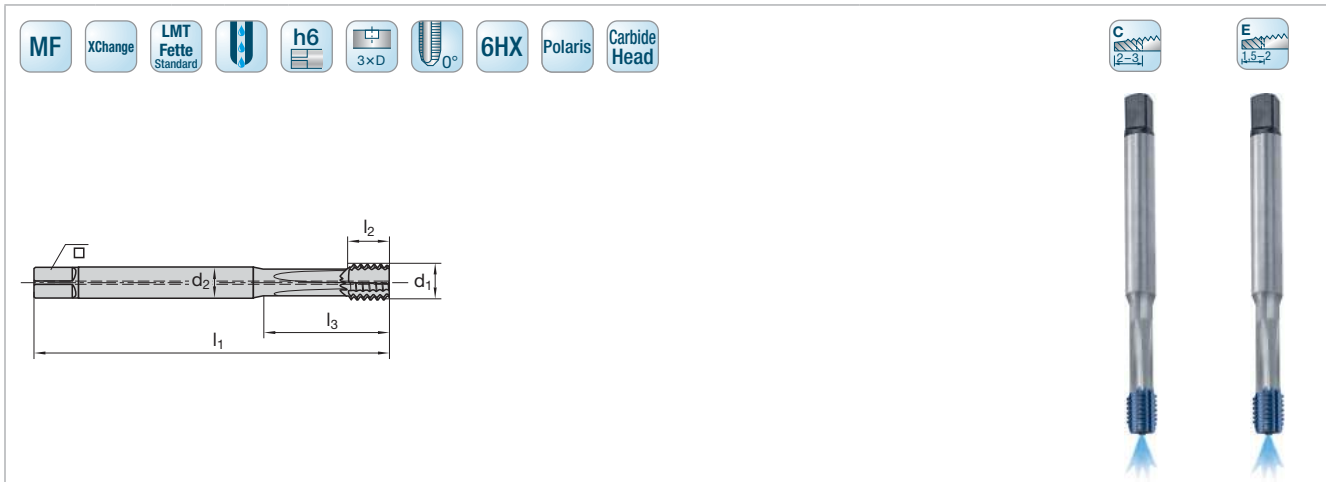 MF
XChange
LMT
Fette
Standard
h6
3×D
0°
6HX
Polaris
Carbide
Head
C
2–3
E
1,5–2
l2
d2
d1
l3
l1